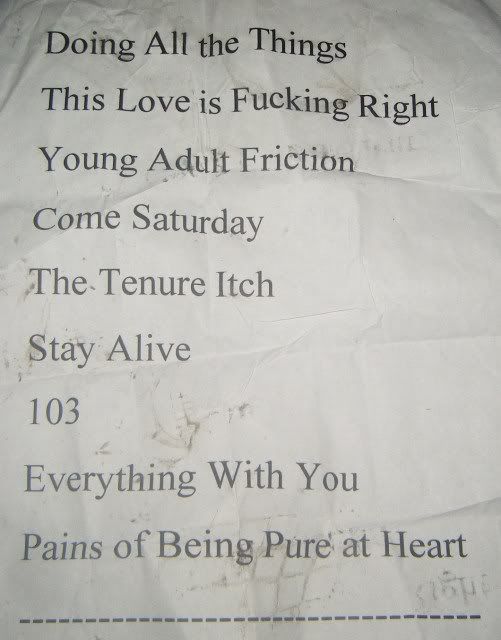 Doing All the Things
This Love is Fucking Right
Young Adult Friction
Come Saturday
The Tenure Itch
Stay Alive
103
Everything With You
Pains of Being Pure at Heart